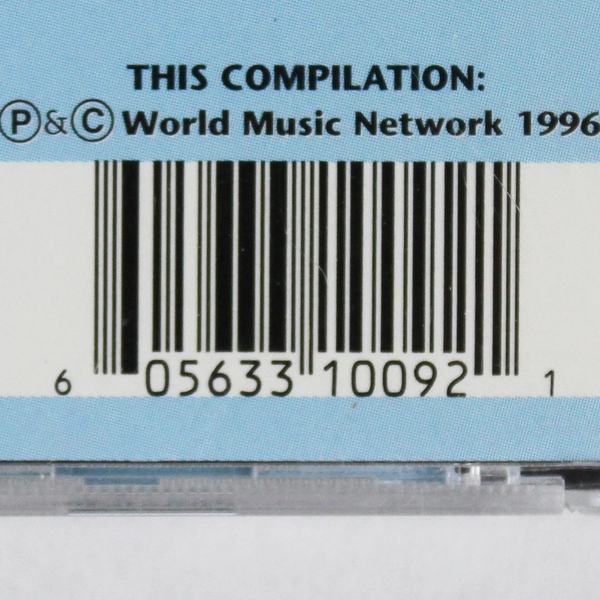 THIS COMPILATION:
Ⓟ&Ⓒ World Music Network 1996
6 05633 10092 1